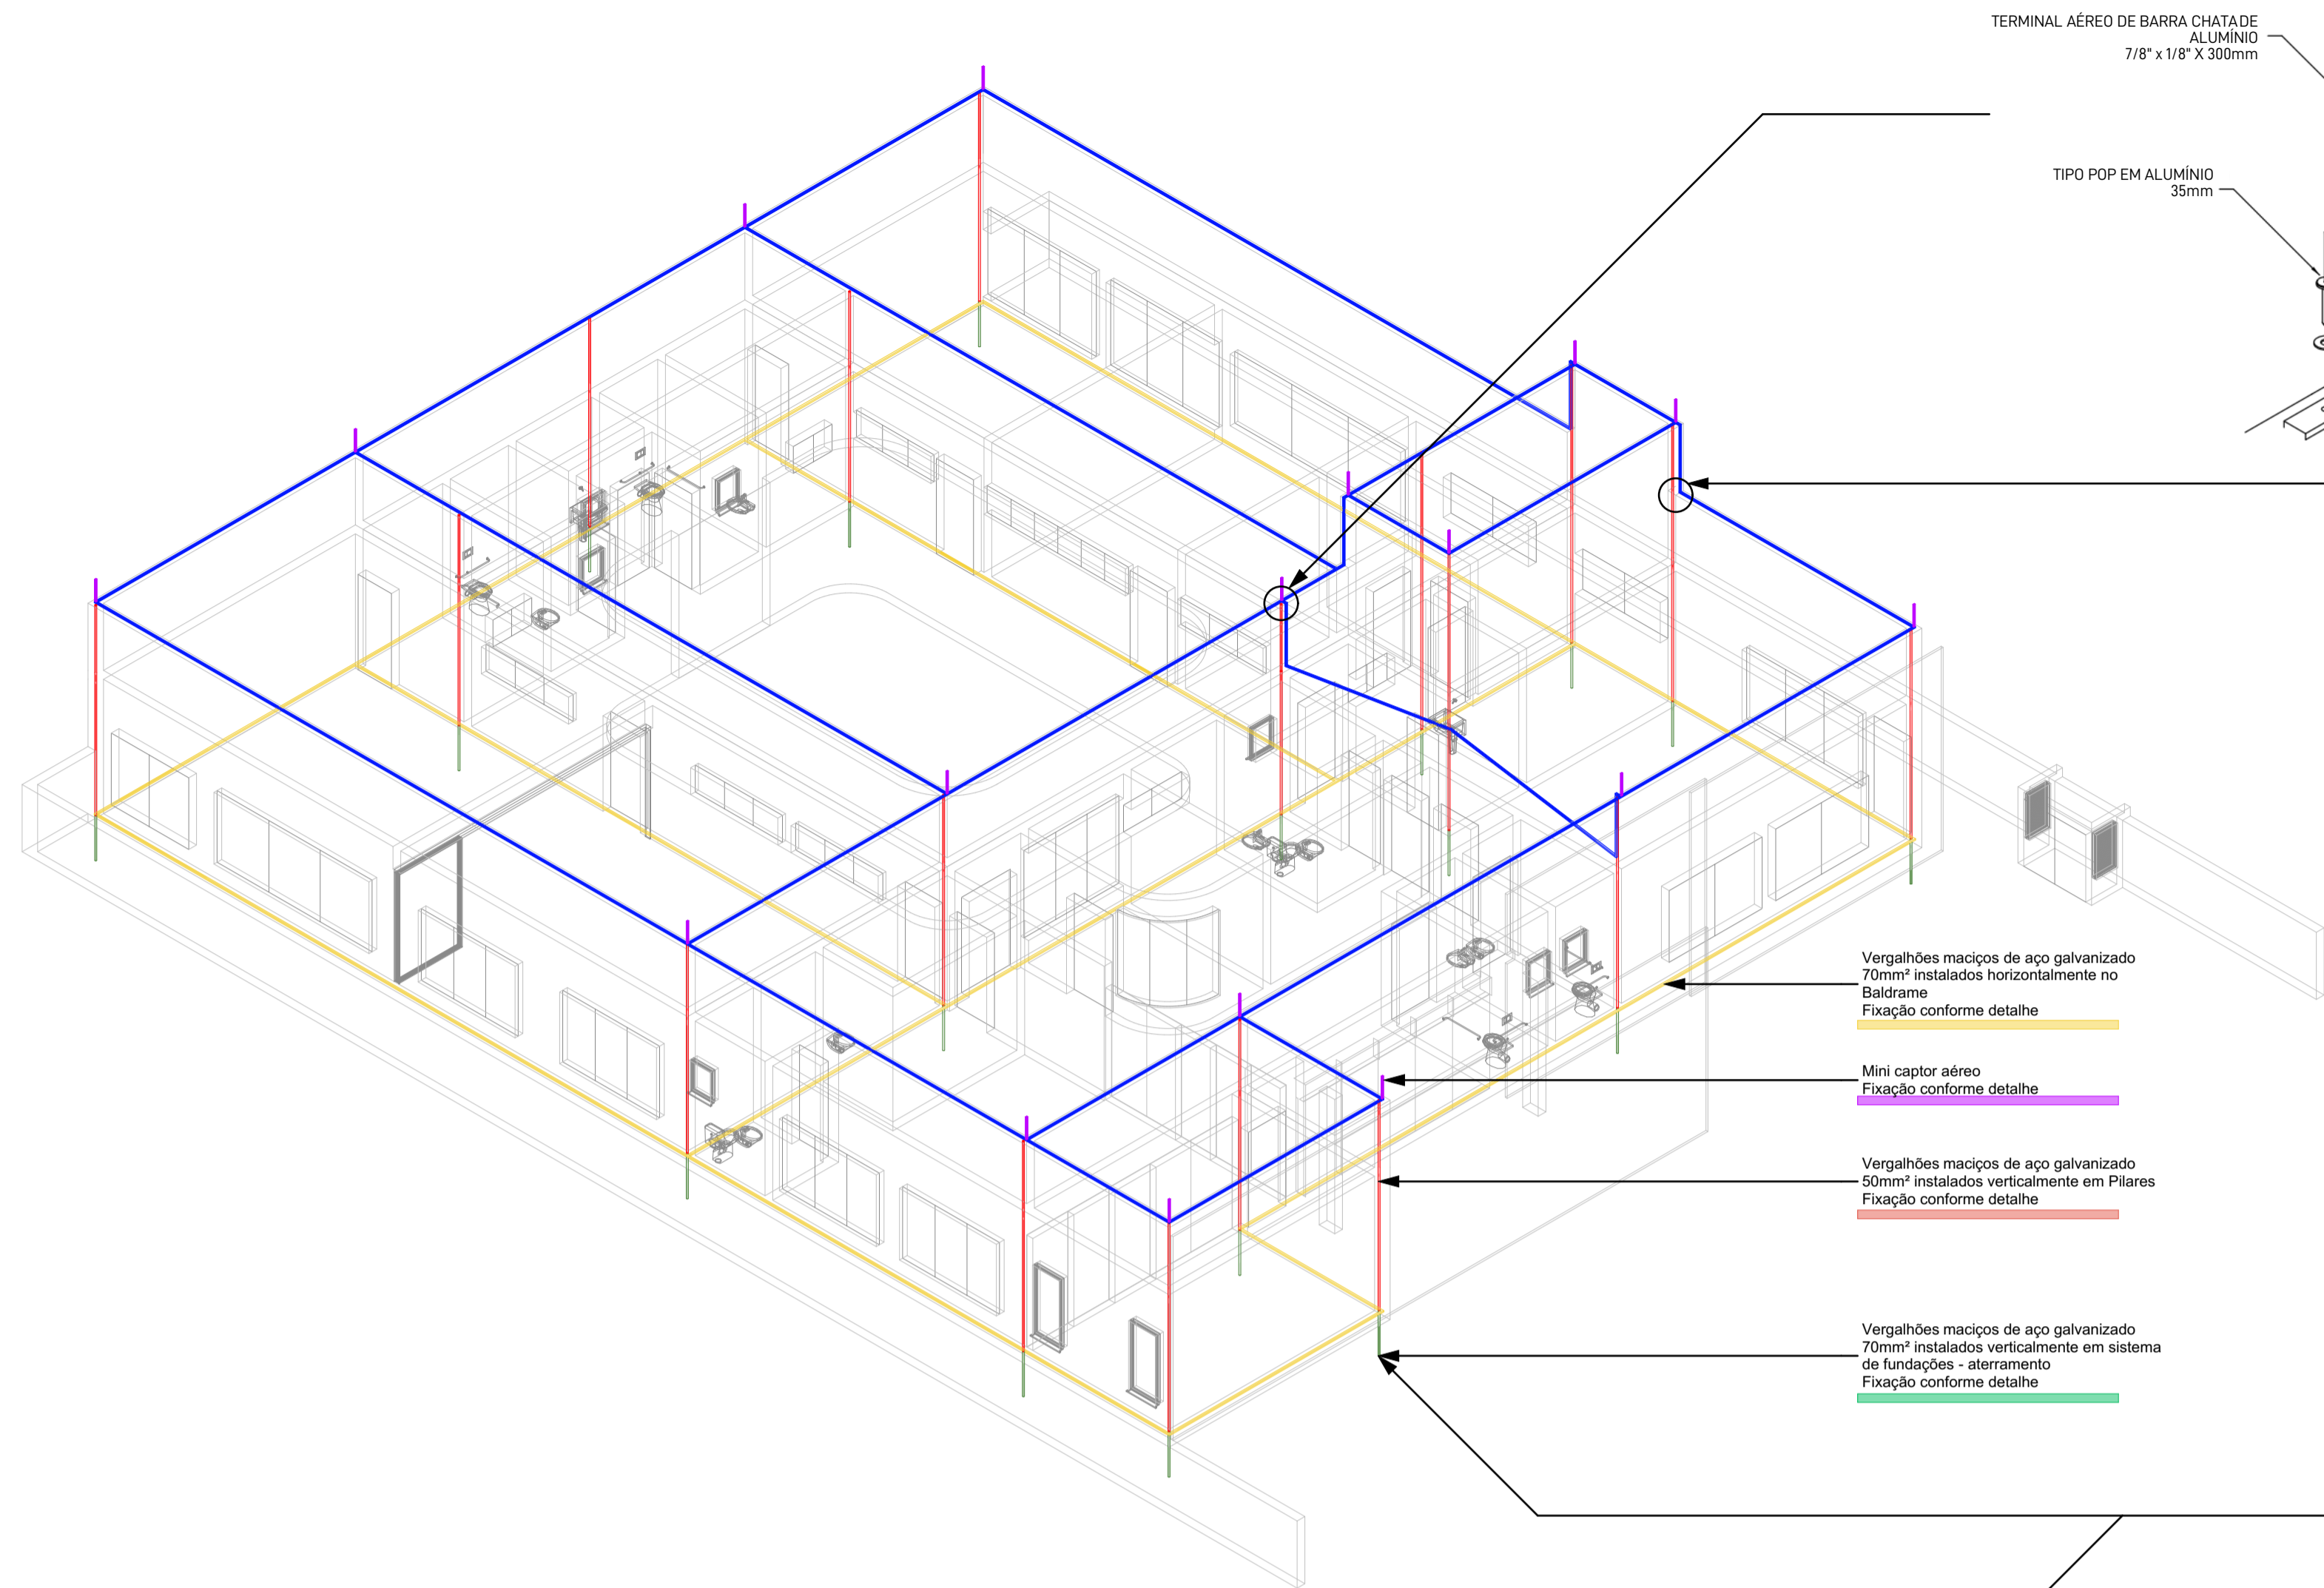 TERMINAL AÉREO DE BARRA CHATA DE
ALUMÍNIO
7/8" x 1/8" X 300mm
TIPO POP EM ALUMÍNIO
35mm
Vergalhões maciços de aço galvanizado
70mm² instalados horizontalmente no
Baldrame
Fixação conforme detalhe
Mini captor aéreo
Fixação conforme detalhe
Vergalhões maciços de aço galvanizado
50mm² instalados verticalmente em Pilares
Fixação conforme detalhe
Vergalhões maciços de aço galvanizado
70mm² instalados verticalmente em sistema
de fundações - aterramento
Fixação conforme detalhe